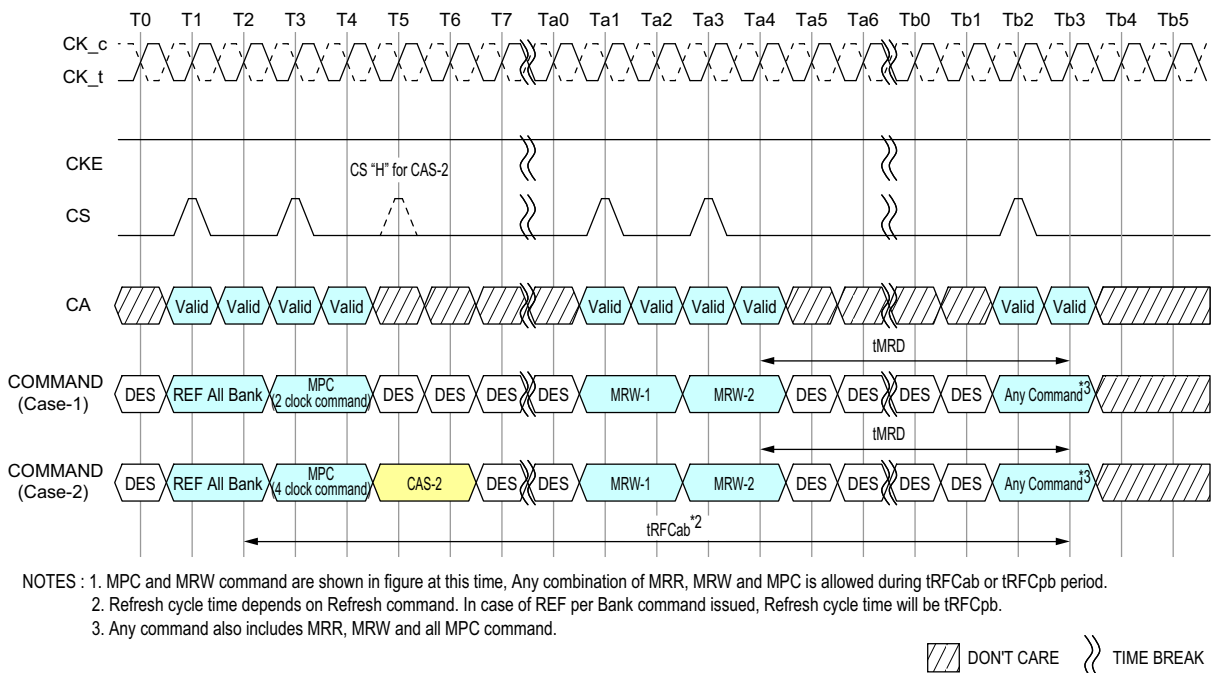 T0 T1 T2 T3 T4 T5 T6 T7 Ta0 Ta1 Ta2 Ta3 Ta4 Ta5 Ta6 Tb0 Tb1 Tb2 Tb3 Tb4 Tb5
CK_c
CK_t
CKE
CS “H” for CAS-2
CS
CA Valid Valid Valid Valid Valid Valid Valid Valid Valid Valid
tMRD
COMMAND
(Case-1)
DES REF All Bank MPC (2 clock command) DES DES DES DES MRW-1 MRW-2 DES DES DES DES Any Command*3
tMRD
COMMAND
(Case-2)
DES REF All Bank MPC (4 clock command) CAS-2 DES DES MRW-1 MRW-2 DES DES DES DES Any Command*3
tRFCab*2
NOTES : 1. MPC and MRW command are shown in figure at this time, Any combination of MRR, MRW and MPC is allowed during tRFCab or tRFCpb period.
2. Refresh cycle time depends on Refresh command. In case of REF per Bank command issued, Refresh cycle time will be tRFCpb.
3. Any command also includes MRR, MRW and all MPC command.
DON'T CARE TIME BREAK